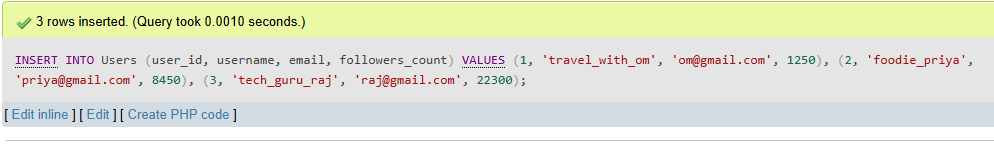 3 rows inserted. (Query took 0.0010 seconds.)
INSERT INTO Users (user_id, username, email, followers_count) VALUES (1, 'travel_with_om', 'om@gmail.com', 1250), (2, 'foodie_priya',
'priya@gmail.com', 8450), (3, 'tech_guru_raj', 'raj@gmail.com', 22300);
[ Edit inline ] [ Edit ] [ Create PHP code ]